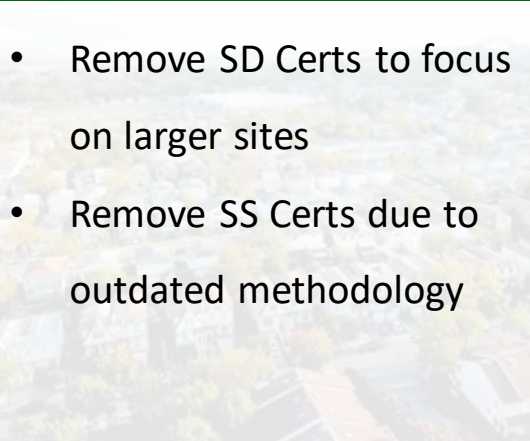 • Remove SD Certs to focus
on larger sites
• Remove SS Certs due to
outdated methodology